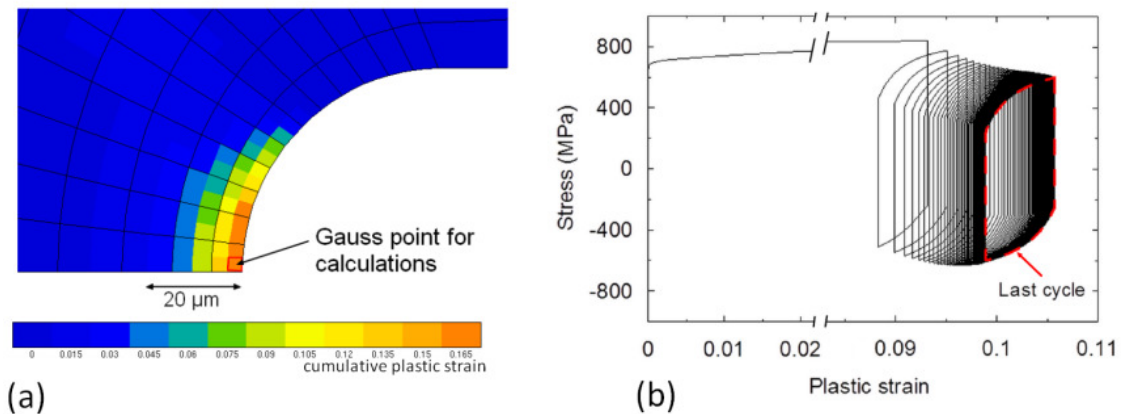 Gauss point for
calculations
20 µm
0 0.015 0.03 0.045 0.06 0.075 0.09 0.105 0.12 0.135 0.15 0.165
cumulative plastic strain
(a)
800
400
0
-400
-800
Stress (MPa)
Last cycle
0 0.01 0.02 0.09 0.1 0.11
Plastic strain
(b)